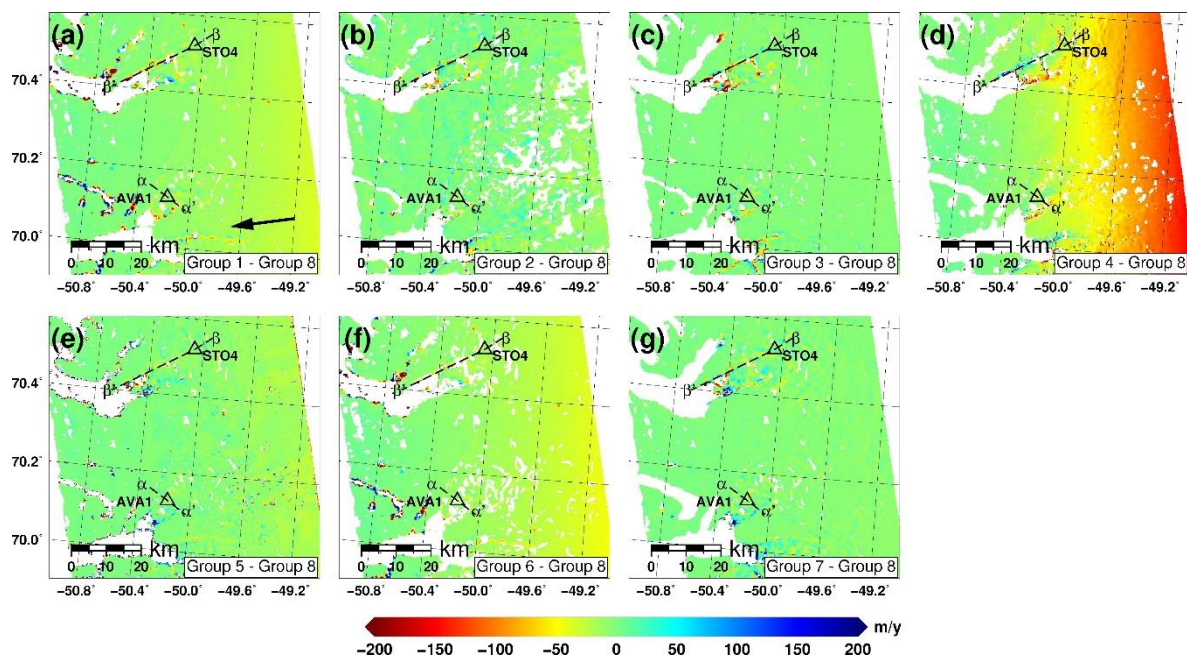 (a) (b) (c) (d)
β β β β
STO4 STO4 STO4 STO4
70.4˚ β' β' β' β'
70.2˚
α α α α
AVA1 α' AVA1 α' AVA1 α' AVA1 α'
70.0˚
km km km km
0 10 20 0 10 20 0 10 20 0 10 20
Group 1 - Group 8 Group 2 - Group 8 Group 3 - Group 8 Group 4 - Group 8
−50.8˚ −50.4˚ −50.0˚ −49.6˚ −49.2˚ −50.8˚ −50.4˚ −50.0˚ −49.6˚ −49.2˚ −50.8˚ −50.4˚ −50.0˚ −49.6˚ −49.2˚ −50.8˚ −50.4˚ −50.0˚ −49.6˚ −49.2˚
(e) (f) (g)
β β β
STO4 STO4 STO4
70.4˚ β' β' β'
70.2˚
α α α
AVA1 α' AVA1 α' AVA1 α'
70.0˚
km km km
0 10 20 0 10 20 0 10 20
Group 5 - Group 8 Group 6 - Group 8 Group 7 - Group 8
−50.8˚ −50.4˚ −50.0˚ −49.6˚ −49.2˚ −50.8˚ −50.4˚ −50.0˚ −49.6˚ −49.2˚ −50.8˚ −50.4˚ −50.0˚ −49.6˚ −49.2˚
m/y
−200 −150 −100 −50 0 50 100 150 200